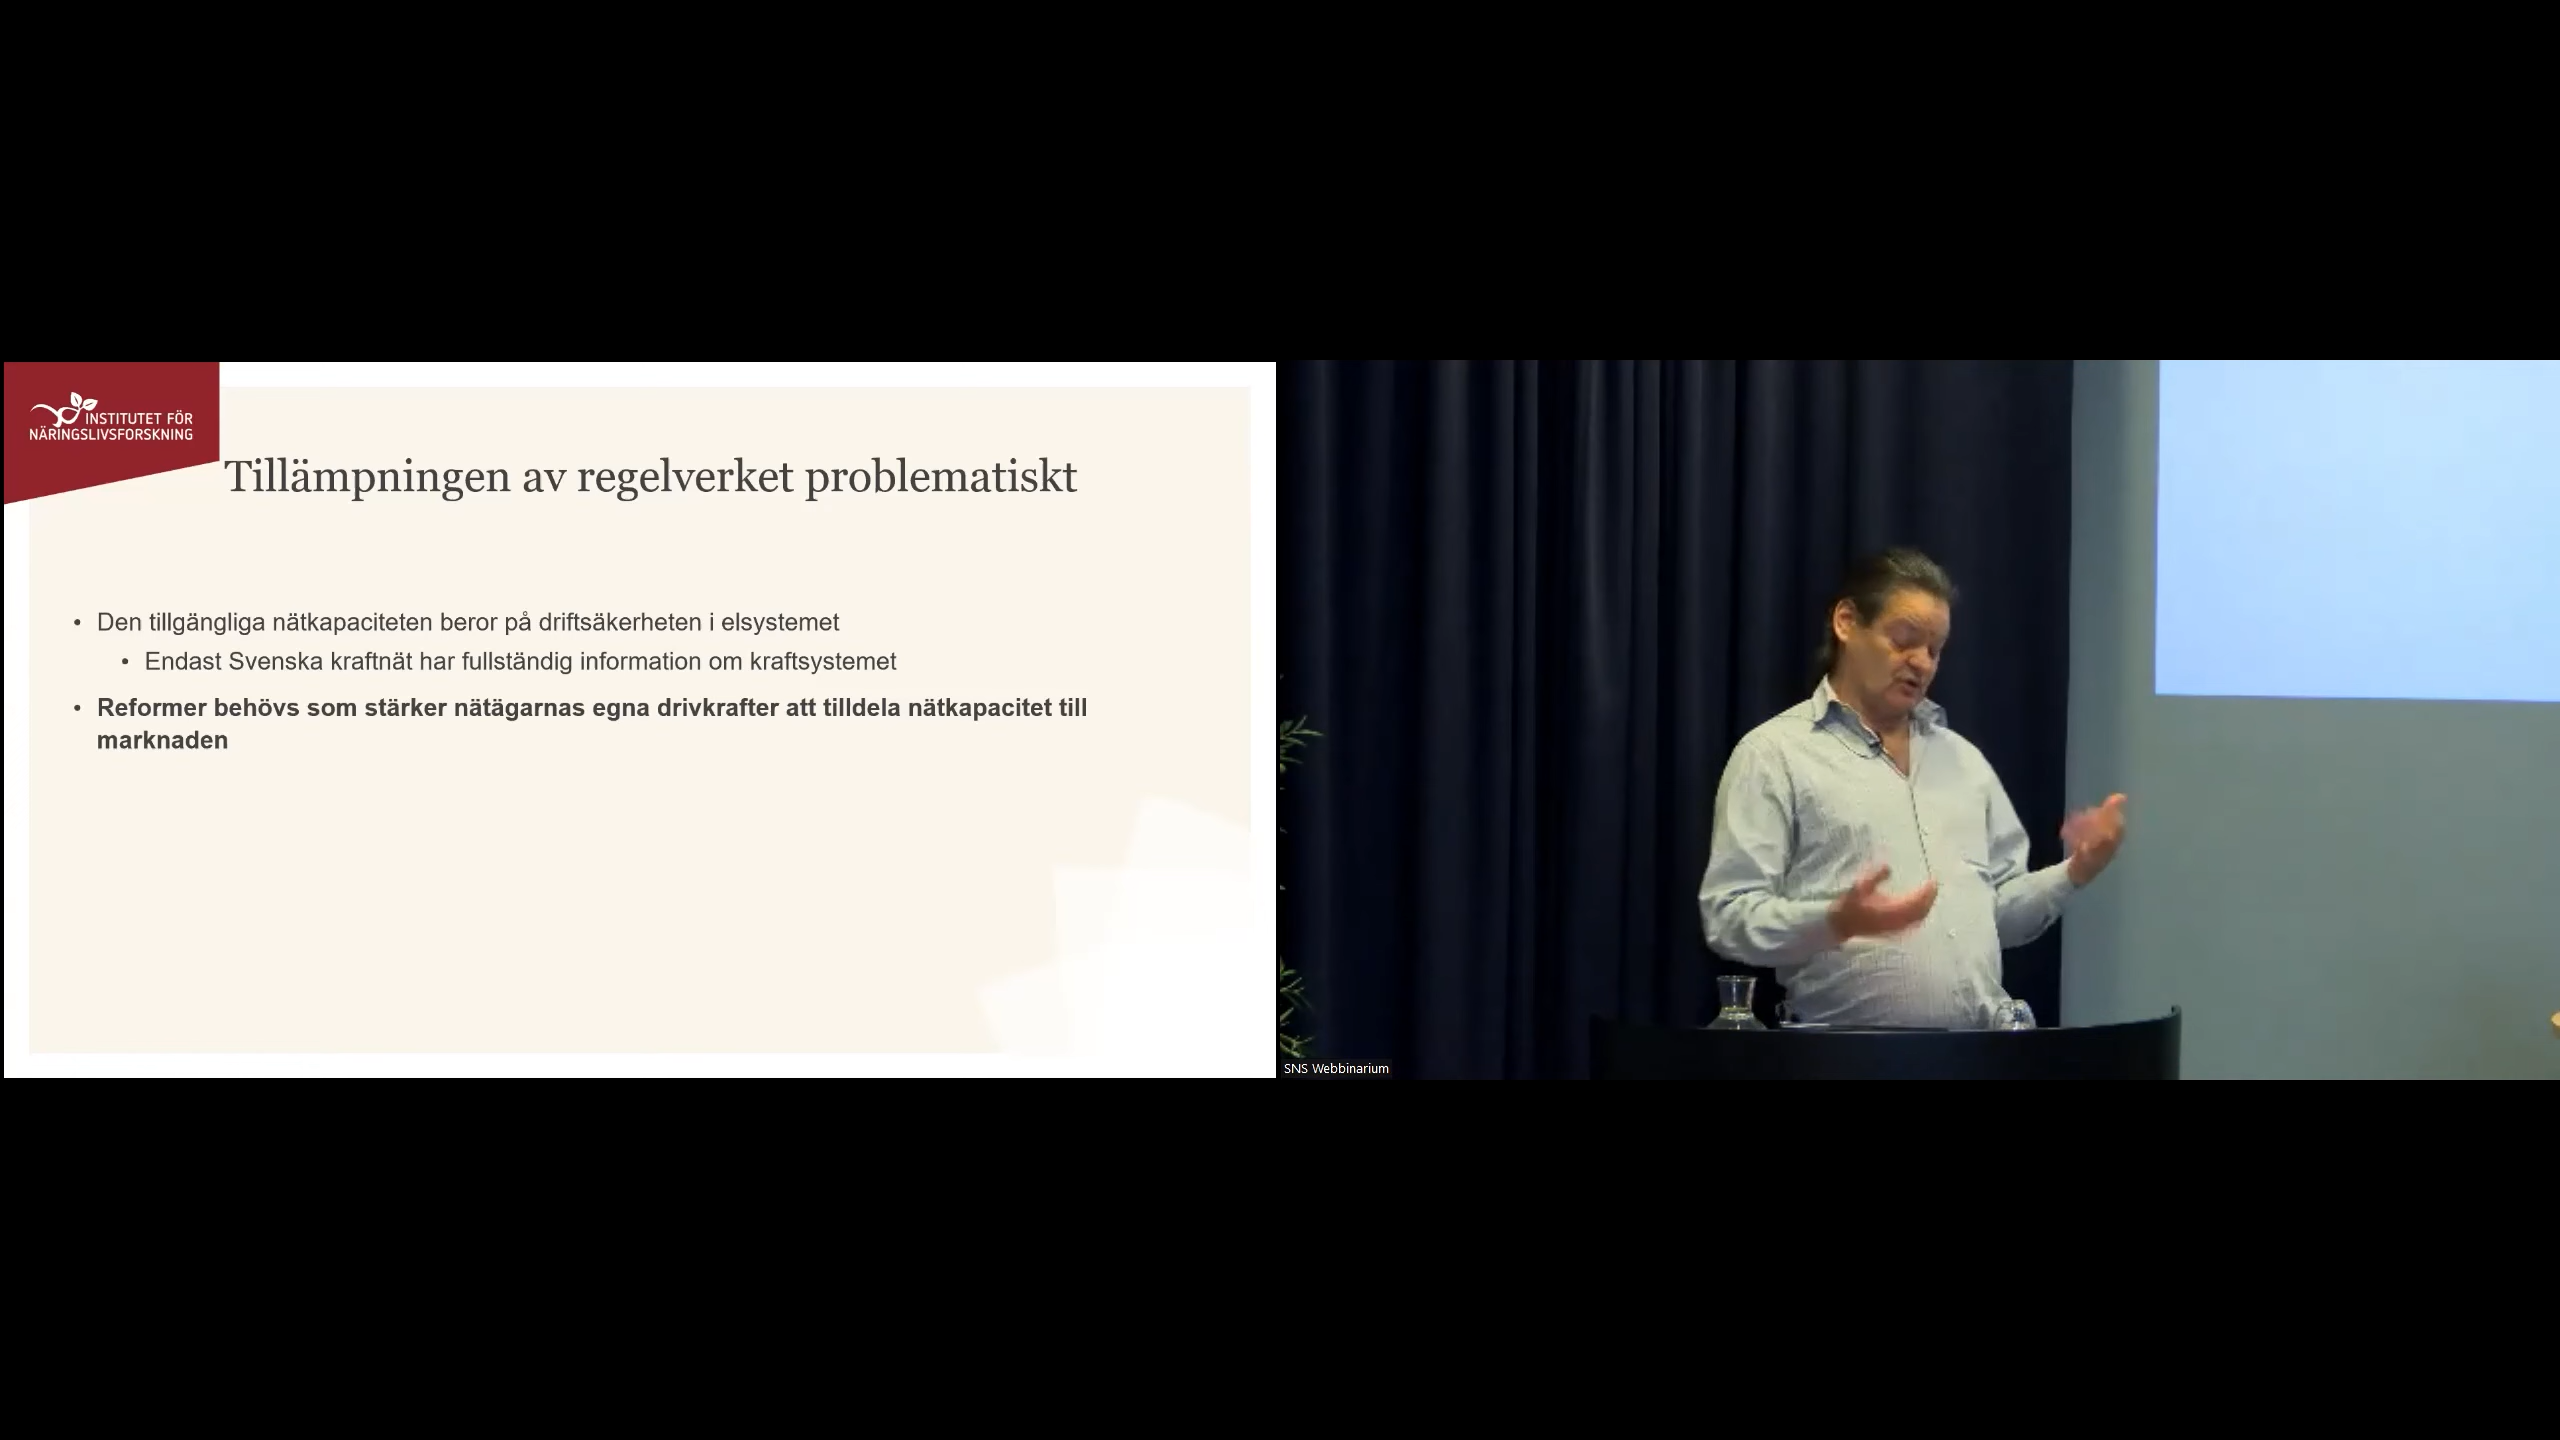 INSTITUTET FÖR
NÄRINGSLIVSFORSKNING
Tillämpningen av regelverket problematiskt
• Den tillgängliga nätkapaciteten beror på driftsäkerheten i elsystemet
• Endast Svenska kraftnät har fullständig information om kraftsystemet
• Reformer behövs som stärker nätägarnas egna drivkrafter att tilldela nätkapacitet till
marknaden
SNS Webbinarium